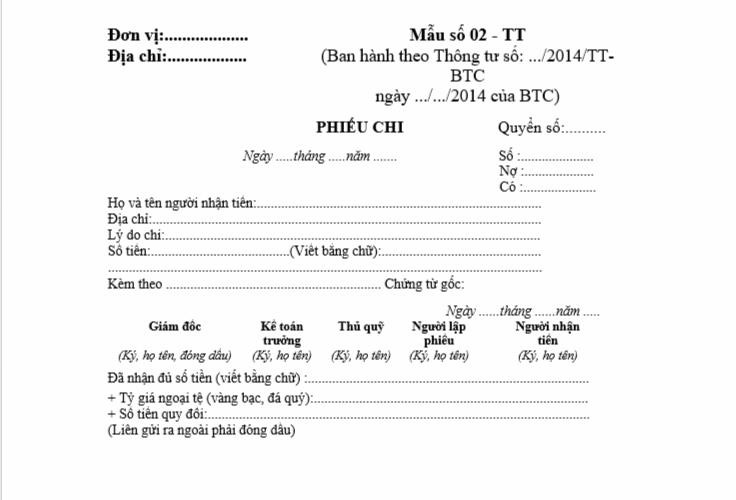 Đơn vị:...................
Địa chỉ:..................
Mẫu số 02 - TT
(Ban hành theo Thông tư số: .../2014/TT-
BTC
ngày .../.../2014 của BTC)
PHIẾU CHI
Quyển số:..........
Ngày .....tháng .....năm .......
Số :....................
Nợ :...................
Có :....................
Họ và tên người nhận tiền:...............................................................................
Địa chỉ:...........................................................................................................
Lý do chi:........................................................................................................
Số tiền:......................................(Viết bằng chữ):...........................................
........................................................................................................................
Kèm theo ........................................................... Chứng từ gốc:
Ngày ......tháng ......năm .....
Giám đốc Kế toán trưởng Thủ quỹ Người lập phiếu Người nhận tiền
(Ký, họ tên, đóng dấu) (Ký, họ tên) (Ký, họ tên) (Ký, họ tên) (Ký, họ tên)
Đã nhận đủ số tiền (viết bằng chữ) :..............................................................................
+ Tỷ giá ngoại tệ (vàng bạc, đá quý):...........................................................................
+ Số tiền quy đổi:.........................................................................................................
(Liên gửi ra ngoài phải đóng dấu)